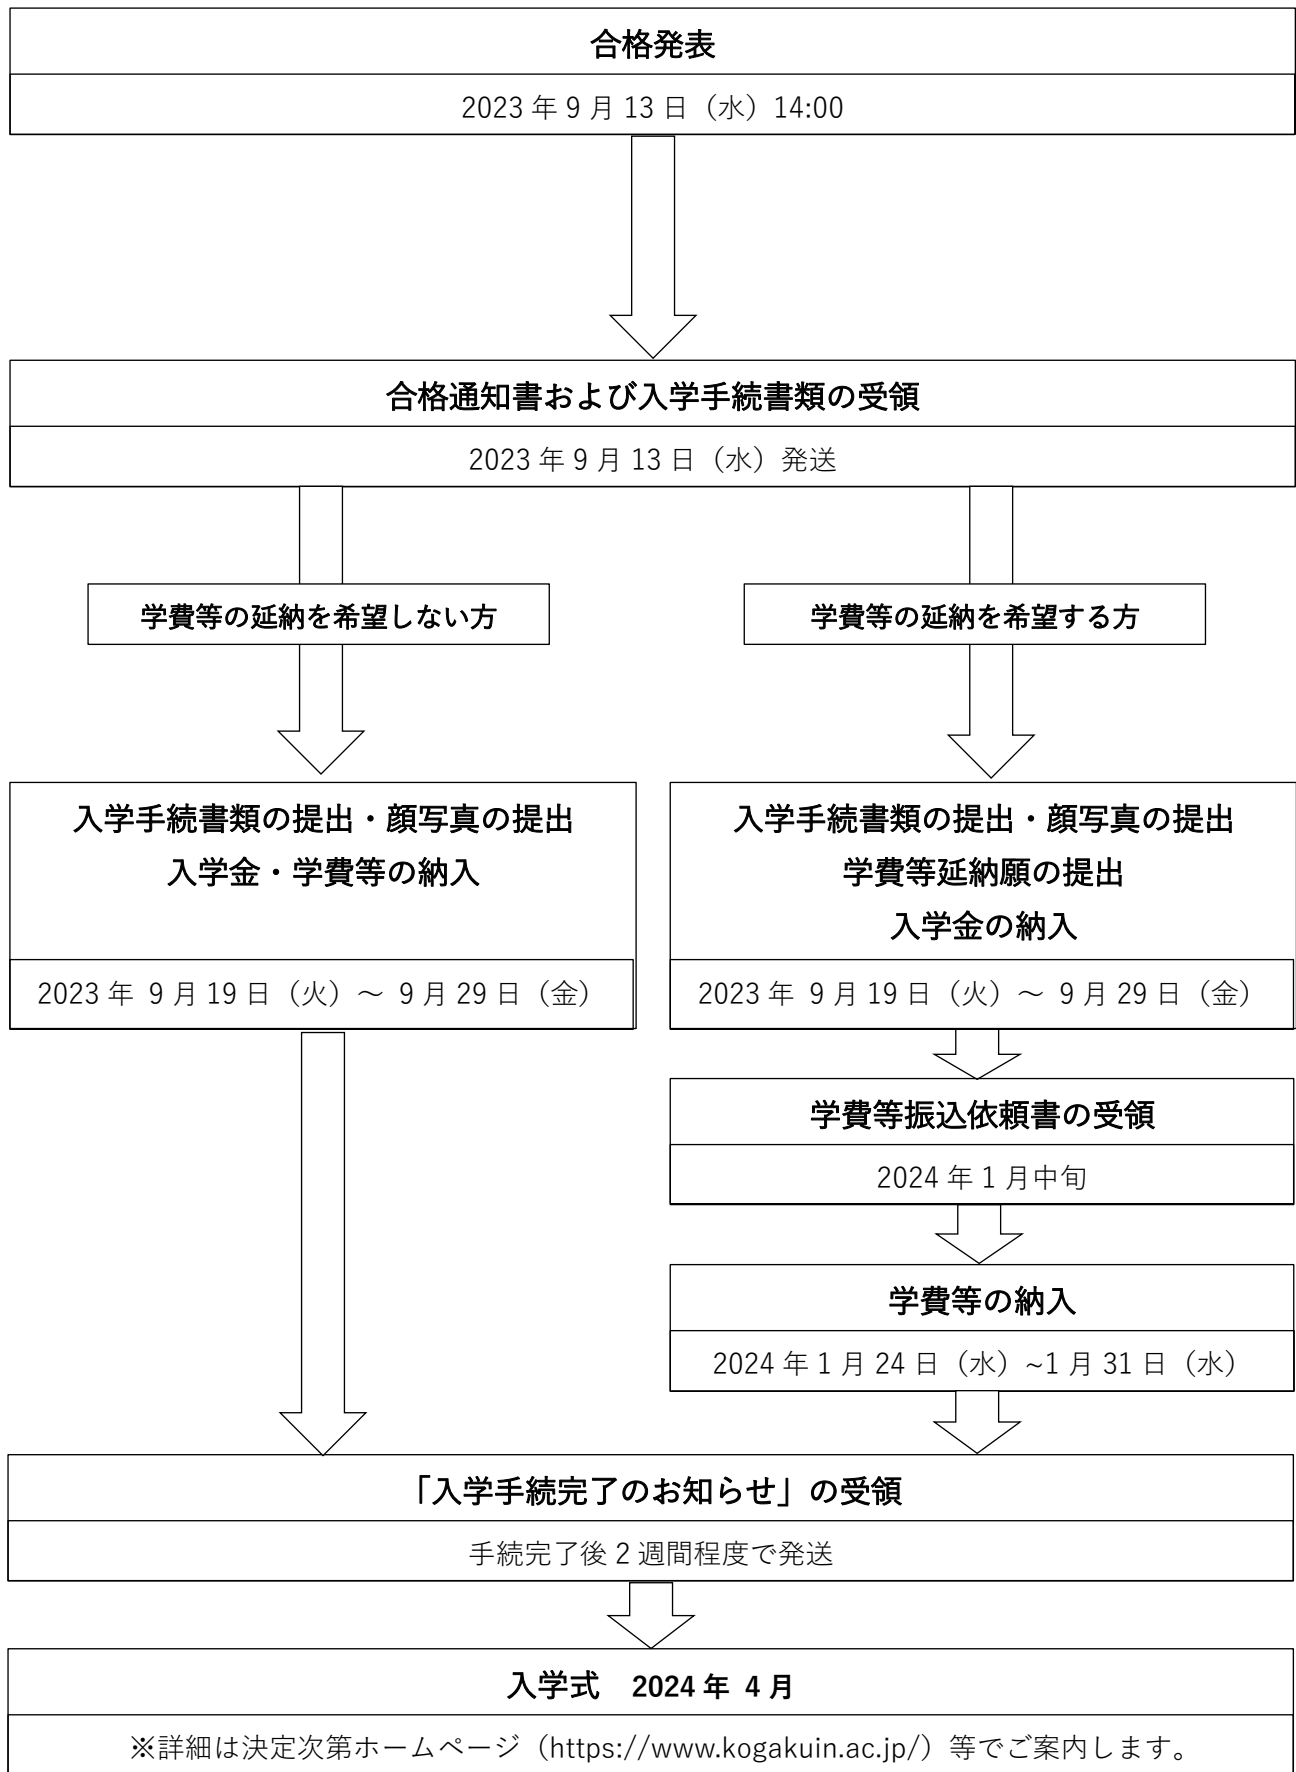 合格発表
2023 年 9 月 13 日（水）14:00
合格通知書および入学手続書類の受領
2023 年 9 月 13 日（水）発送
学費等の延納を希望しない方
学費等の延納を希望する方
入学手続書類の提出・顔写真の提出
入学金・学費等の納入
2023 年 9 月 19 日（火）～ 9 月 29 日（金）
入学手続書類の提出・顔写真の提出
学費等延納願の提出
入学金の納入
2023 年 9 月 19 日（火）～ 9 月 29 日（金）
学費等振込依頼書の受領
2024 年 1 月中旬
学費等の納入
2024 年 1 月 24 日（水）~1 月 31 日（水）
「入学手続完了のお知らせ」の受領
手続完了後 2 週間程度で発送
入学式　2024 年 4 月
※詳細は決定次第ホームページ（https://www.kogakuin.ac.jp/）等でご案内します。